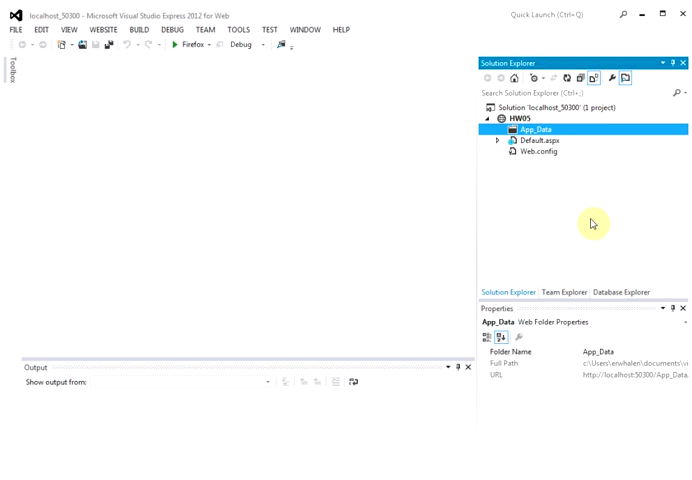 localhost_50300 - Microsoft Visual Studio Express 2012 for Web
Quick Launch (Ctrl+Q)
FILE EDIT VIEW WEBSITE BUILD DEBUG TEAM TOOLS TEST WINDOW HELP
Firefox Debug
Toolbox
Solution Explorer
Search Solution Explorer (Ctrl+;)
Solution 'localhost_50300' (1 project)
HW05
App_Data
Default.aspx
Web.config
Solution Explorer Team Explorer Database Explorer
Properties
App_Data Web Folder Properties
Folder Name App_Data
Full Path c:\Users\erwhalen\documents\vi
URL http://localhost:50300/App_Data.
Output
Show output from: